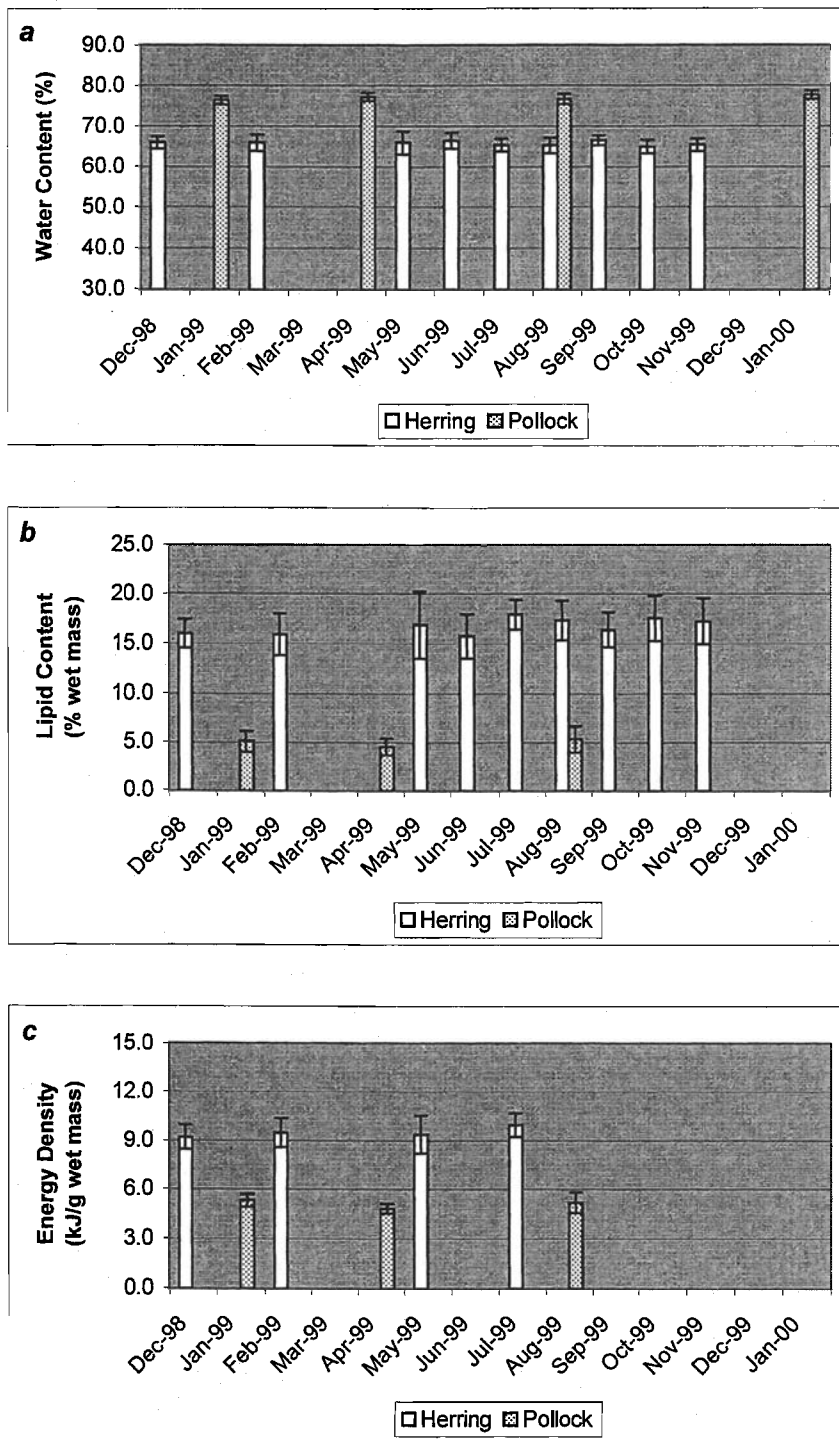 a
Water Content (%)
90.0
80.0
70.0
60.0
50.0
40.0
30.0
Dec-98
Jan-99
Feb-99
Mar-99
Apr-99
May-99
Jun-99
Jul-99
Aug-99
Sep-99
Oct-99
Nov-99
Dec-99
Jan-00
Herring Pollock
b
Lipid Content
(% wet mass)
25.0
20.0
15.0
10.0
5.0
0.0
Dec-98
Jan-99
Feb-99
Mar-99
Apr-99
May-99
Jun-99
Jul-99
Aug-99
Sep-99
Oct-99
Nov-99
Dec-99
Jan-00
Herring Pollock
c
Energy Density
(kJ/g wet mass)
15.0
12.0
9.0
6.0
3.0
0.0
Dec-98
Jan-99
Feb-99
Mar-99
Apr-99
May-99
Jun-99
Jul-99
Aug-99
Sep-99
Oct-99
Nov-99
Dec-99
Jan-00
Herring Pollock